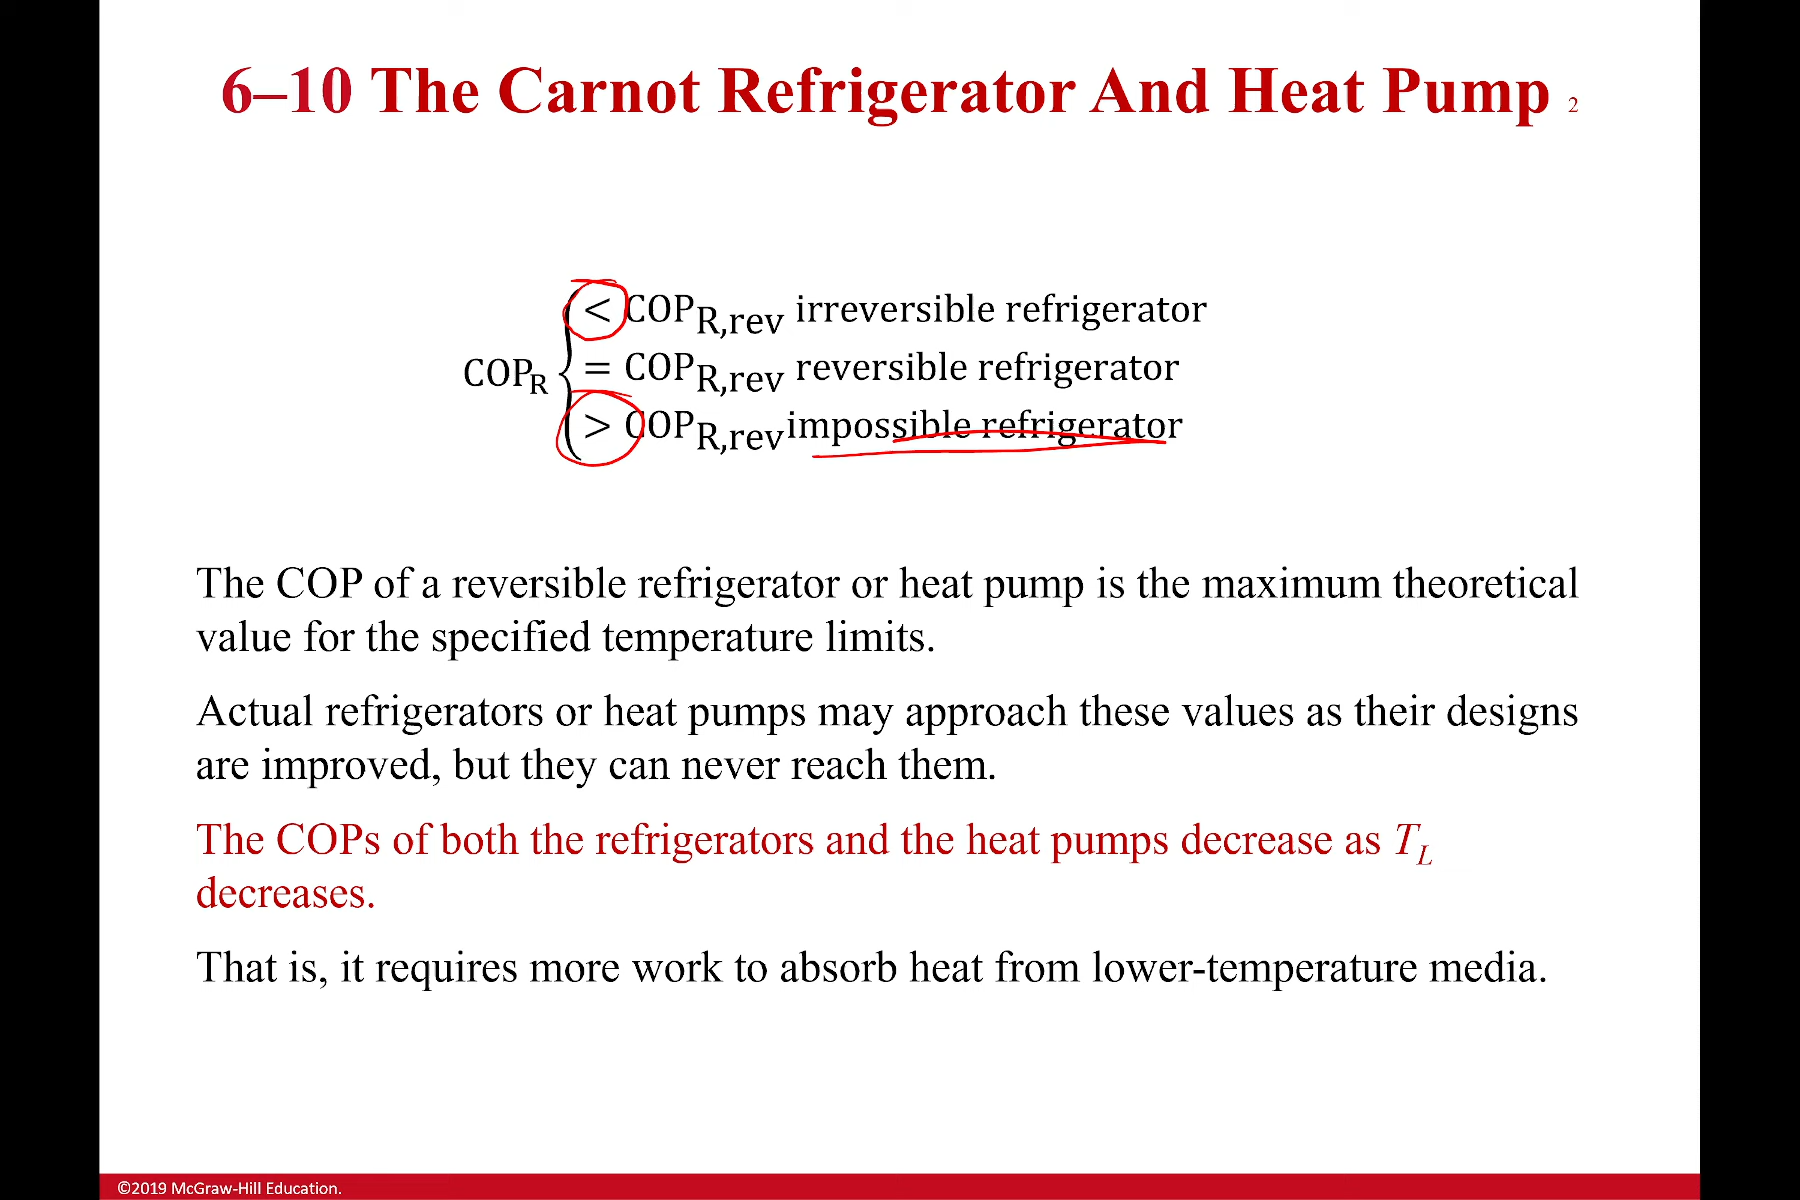 6–10 The Carnot Refrigerator And Heat Pump 2
< COP_R,rev irreversible refrigerator
COP_R { = COP_R,rev reversible refrigerator
> COP_R,rev impossible refrigerator
The COP of a reversible refrigerator or heat pump is the maximum theoretical
value for the specified temperature limits.
Actual refrigerators or heat pumps may approach these values as their designs
are improved, but they can never reach them.
The COPs of both the refrigerators and the heat pumps decrease as T_L
decreases.
That is, it requires more work to absorb heat from lower-temperature media.
©2019 McGraw-Hill Education.